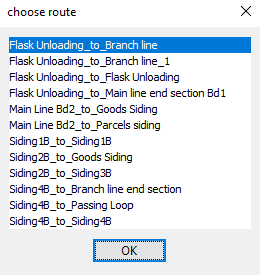 choose route
Flask Unloading_to_Branch line
Flask Unloading_to_Branch line_1
Flask Unloading_to_Flask Unloading
Flask Unloading_to_Main line end section Bd1
Main Line Bd2_to_Goods Siding
Main Line Bd2_to_Parcels siding
Siding1B_to_Siding1B
Siding2B_to_Goods Siding
Siding2B_to_Siding3B
Siding4B_to_Branch line end section
Siding4B_to_Passing Loop
Siding4B_to_Siding4B
OK